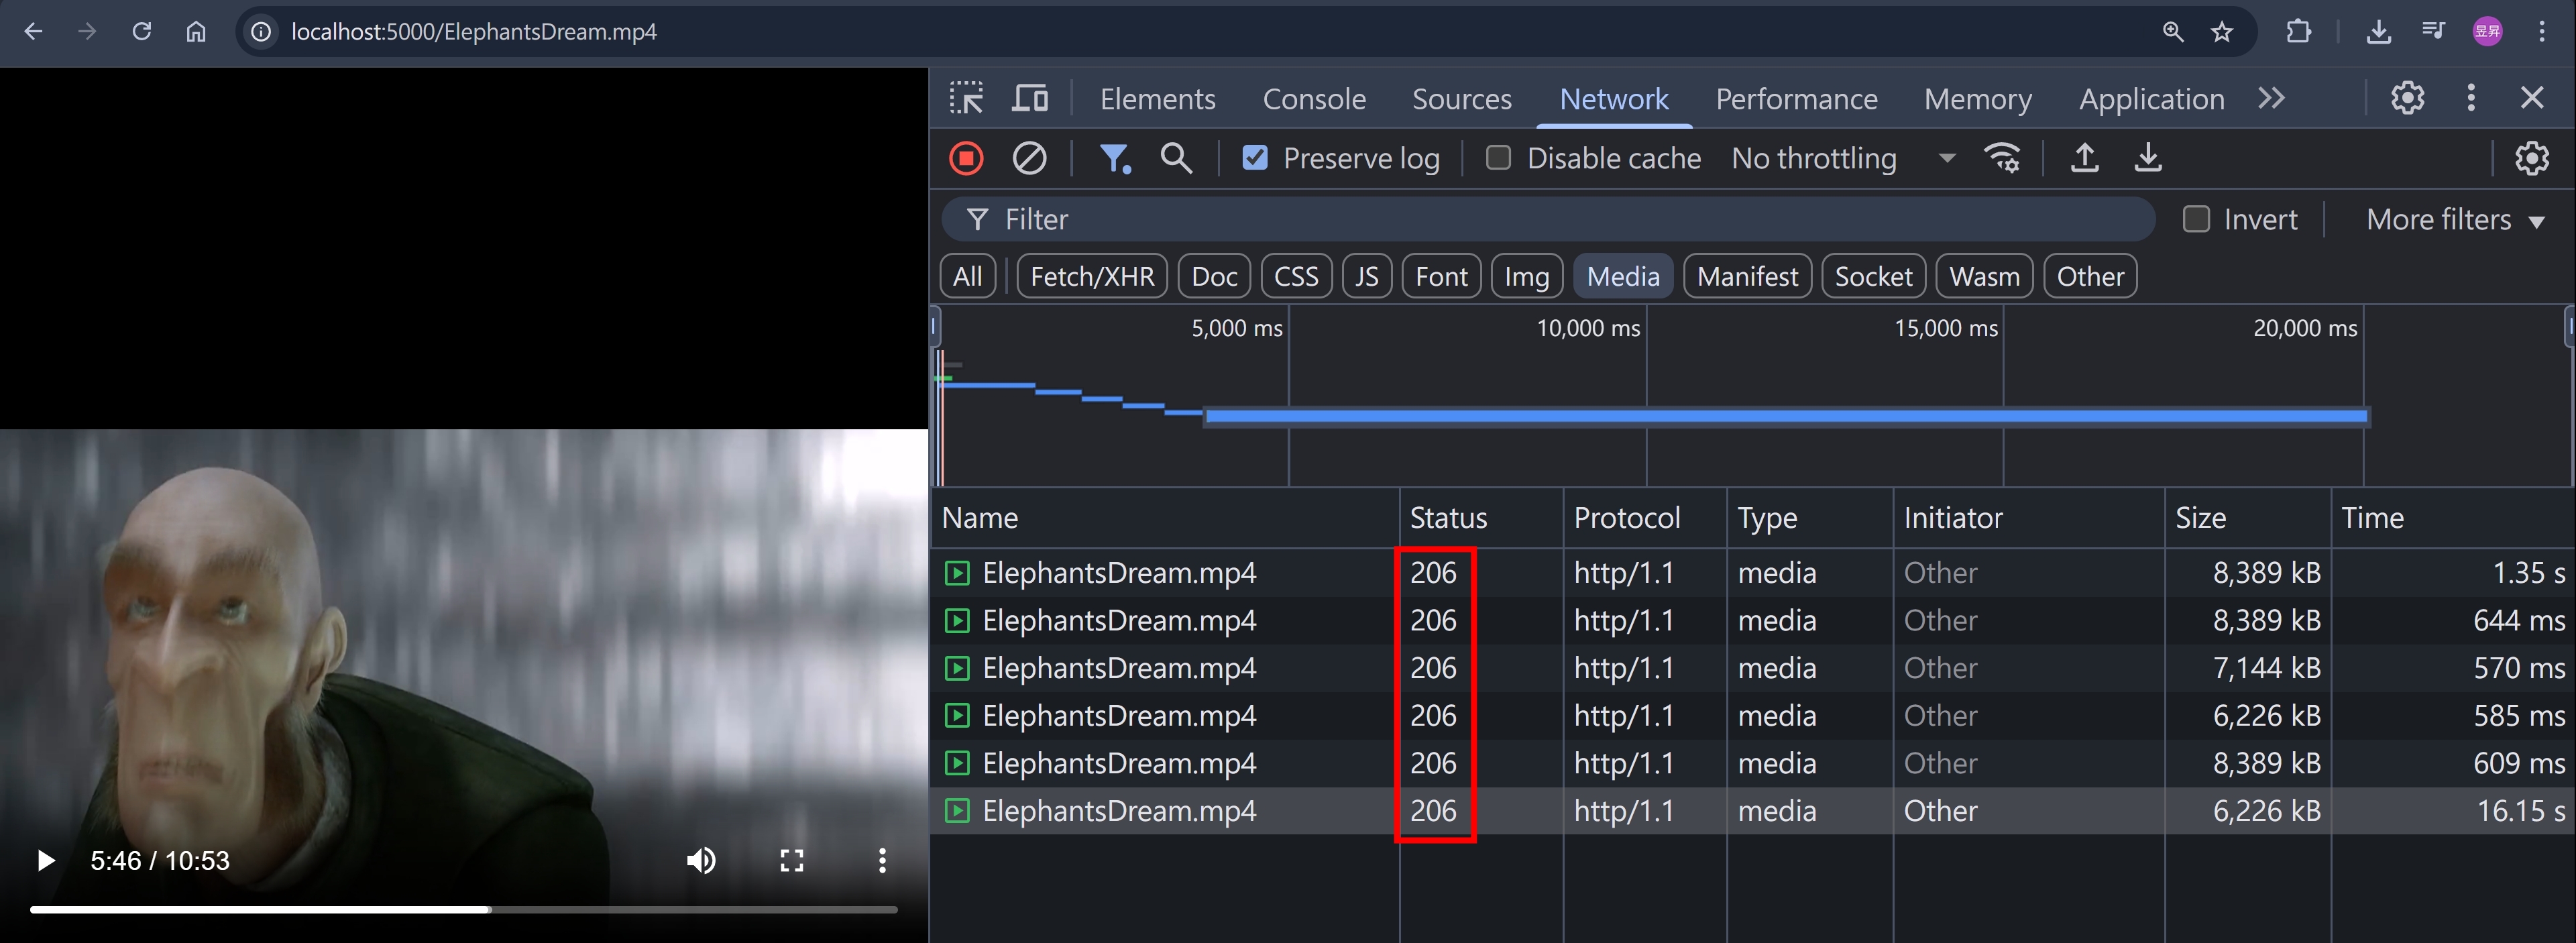 localhost:5000/ElephantsDream.mp4
昱昇
Elements Console Sources Network Performance Memory Application
Preserve log Disable cache No throttling
Filter Invert More filters
All Fetch/XHR Doc CSS JS Font Img Media Manifest Socket Wasm Other
5,000 ms 10,000 ms 15,000 ms 20,000 ms
Name Status Protocol Type Initiator Size Time
ElephantsDream.mp4 206 http/1.1 media Other 8,389 kB 1.35 s
ElephantsDream.mp4 206 http/1.1 media Other 8,389 kB 644 ms
ElephantsDream.mp4 206 http/1.1 media Other 7,144 kB 570 ms
ElephantsDream.mp4 206 http/1.1 media Other 6,226 kB 585 ms
ElephantsDream.mp4 206 http/1.1 media Other 8,389 kB 609 ms
ElephantsDream.mp4 206 http/1.1 media Other 6,226 kB 16.15 s
5:46 / 10:53